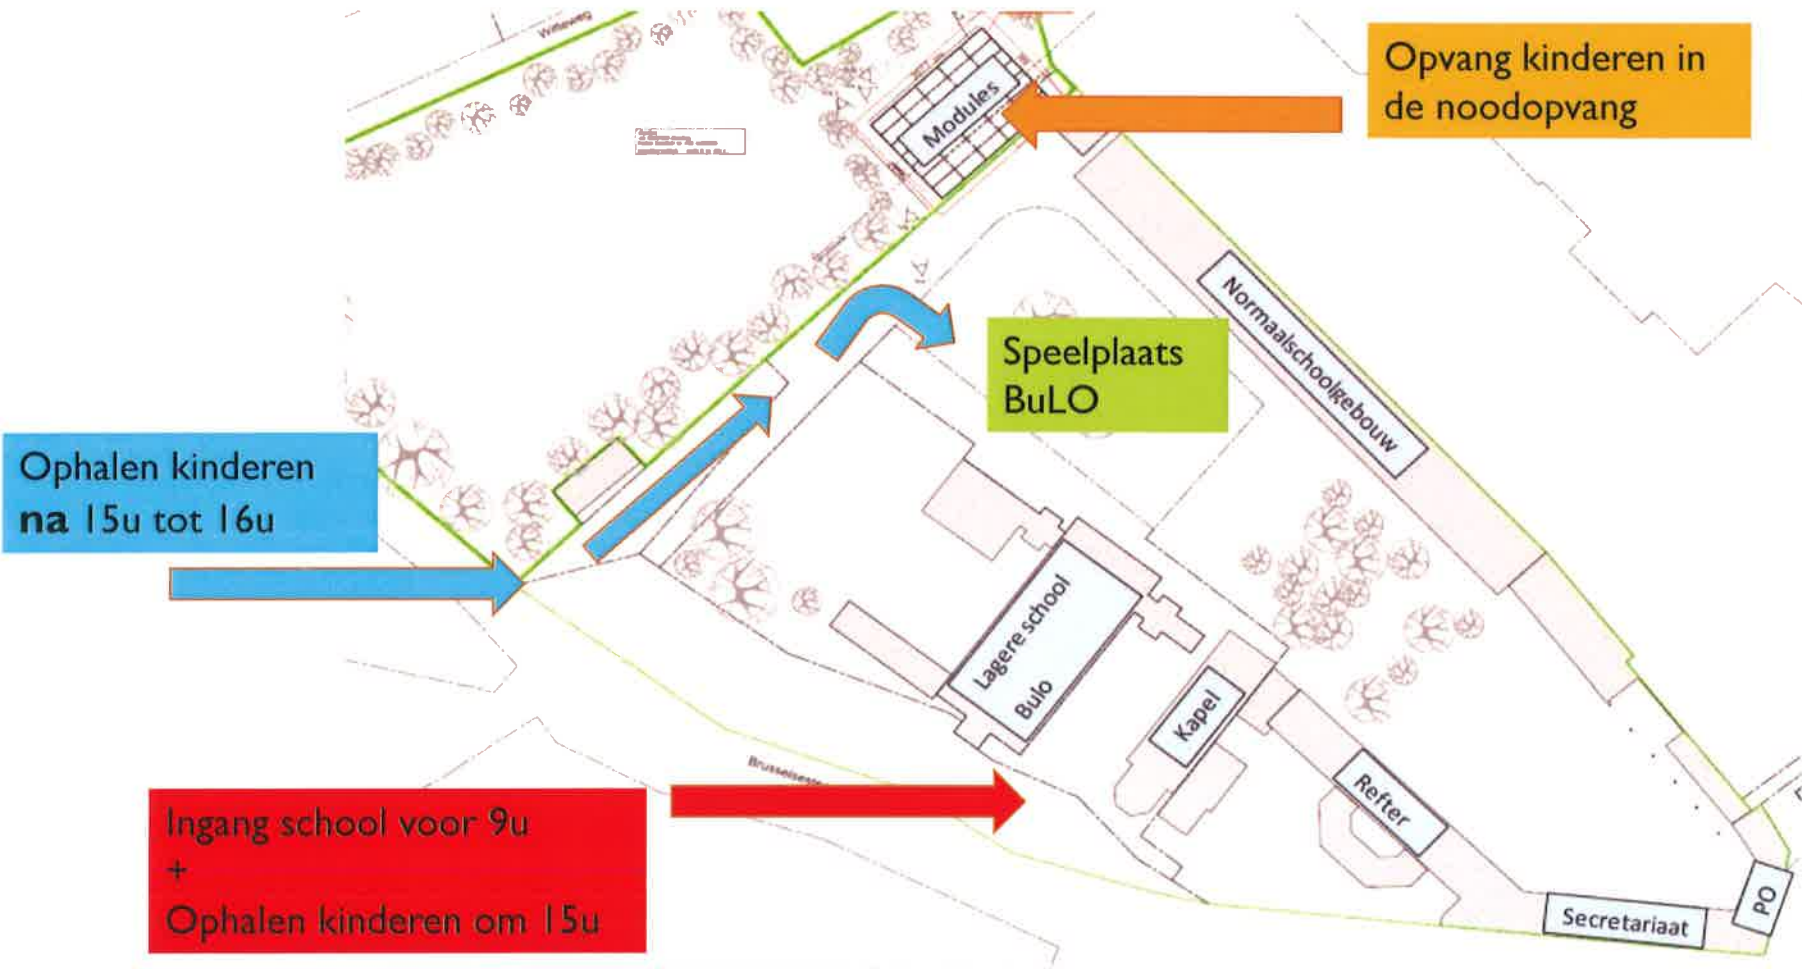 Witteweg
Opvang kinderen in
de noodopvang
Modules
Normaalschoolgebouw
Speelplaats
BuLO
Ophalen kinderen
na 15u tot 16u
Lagere school
Bulo
Kapel
Refter
Ingang school voor 9u
+
Ophalen kinderen om 15u
Secretariaat
PO